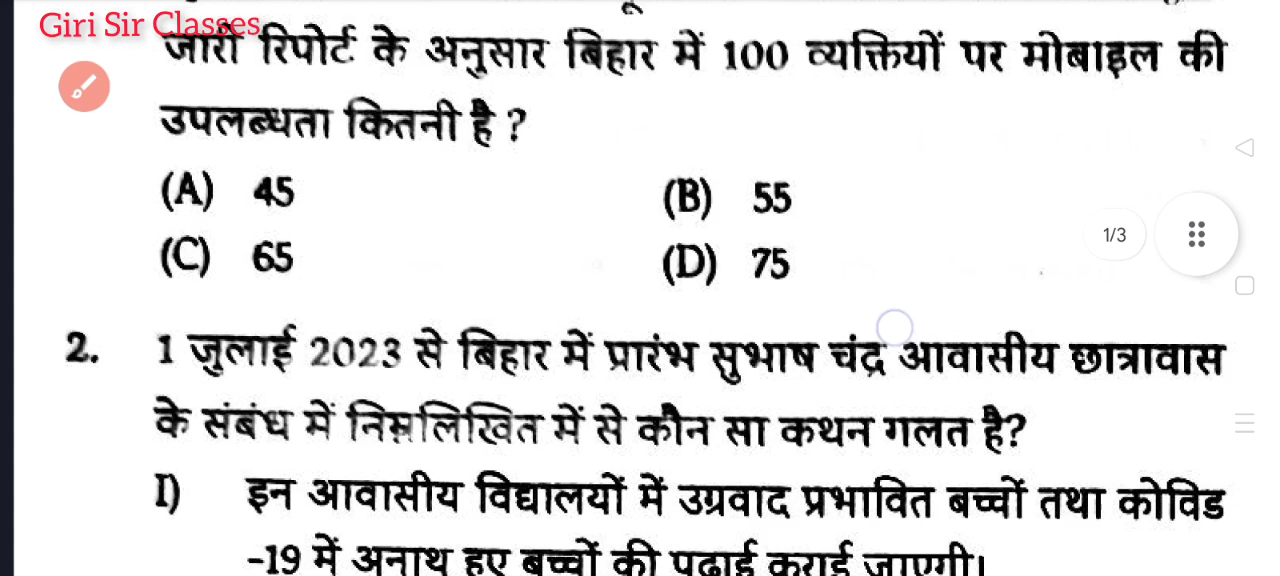 Giri Sir Classes
जारी रिपोर्ट के अनुसार बिहार में 100 व्यक्तियों पर मोबाइल की
उपलब्धता कितनी है ?
(A) 45 (B) 55
(C) 65 (D) 75
1/3
2. 1 जुलाई 2023 से बिहार में प्रारंभ सुभाष चंद्र आवासीय छात्रावास
के संबंध में निम्नलिखित में से कौन सा कथन गलत है?
I) इन आवासीय विद्यालयों में उग्रवाद प्रभावित बच्चों तथा कोविड
-19 में अनाथ हुए बच्चों की पढाई कराई जाएगी।